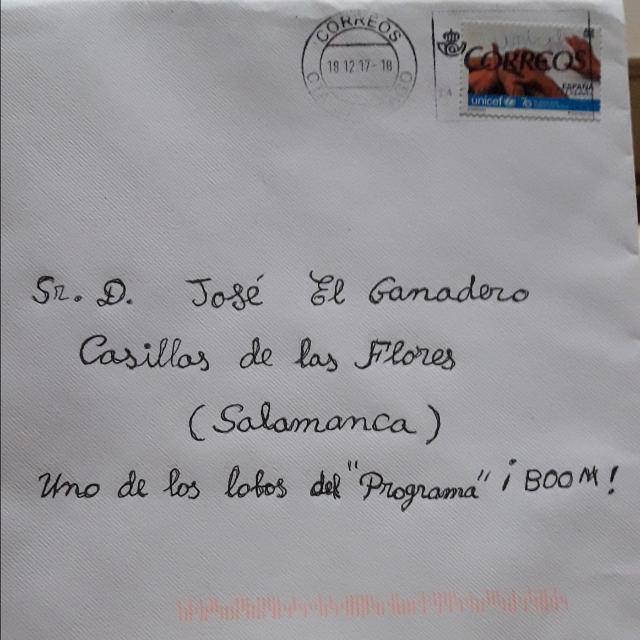 CORREOS
18 12 17-18
CORREOS
ESPAÑA
unicef
Sr. D. José El Ganadero
Casillas de las Flores
(Salamanca)
Uno de los lobos del "Programa" ¡BOOM!